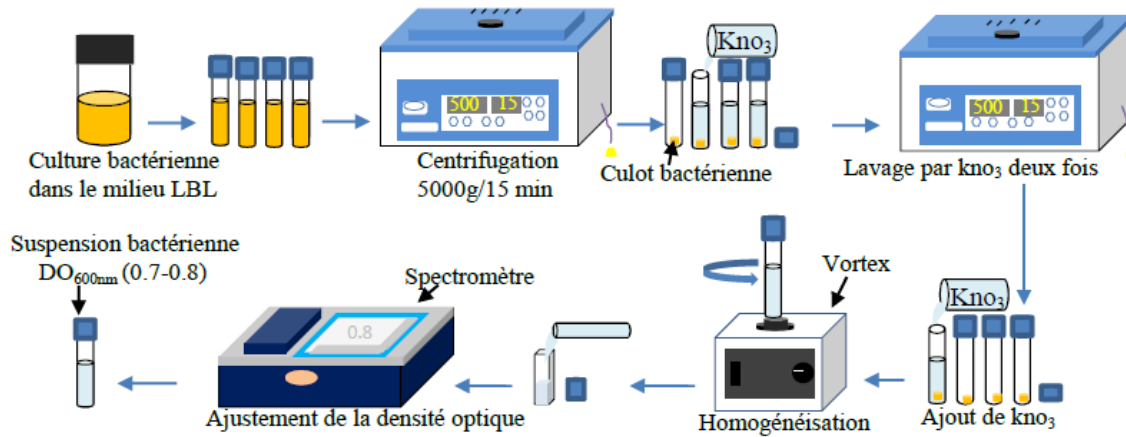 Kno₃
500 15
500 15
Culture bactérienne
dans le milieu LBL
Centrifugation
5000g/15 min
Culot bactérienne
Lavage par kno₃ deux fois
Suspension bactérienne
DO₆₀₀ₙₘ (0.7-0.8)
Spectromètre
0.8
Vortex
Kno₃
Ajustement de la densité optique
Homogénéisation
Ajout de kno₃